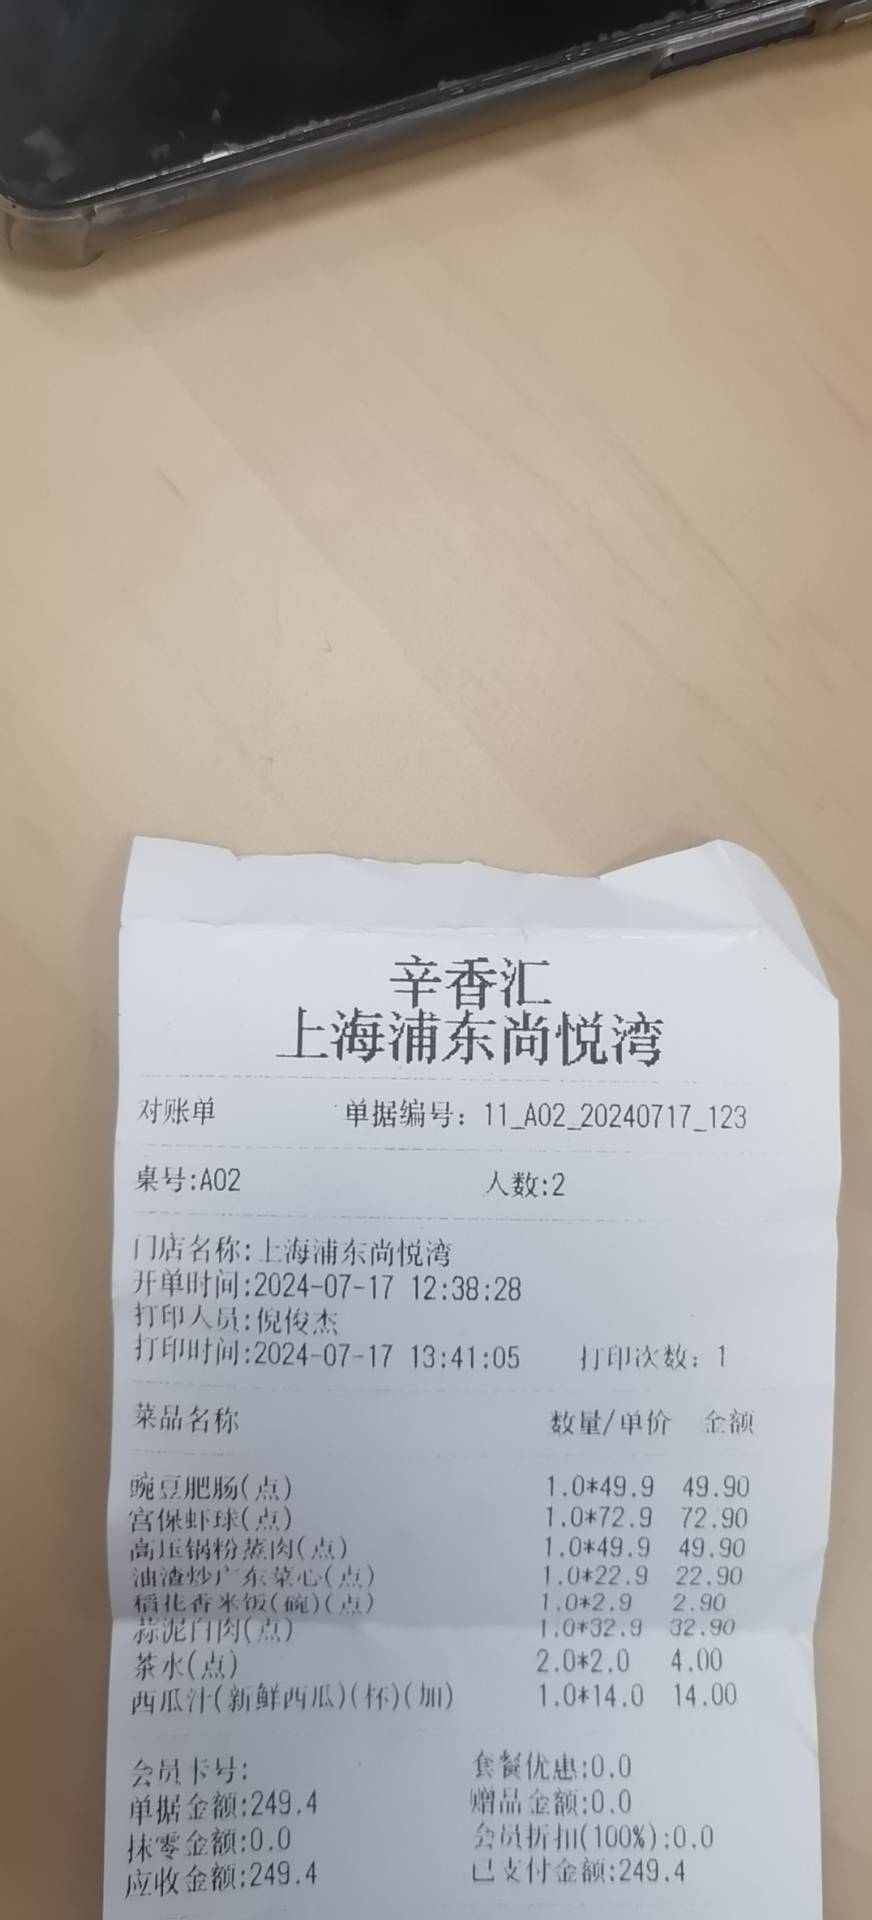 辛香汇
上海浦东尚悦湾
对账单 单据编号：11_A02_20240717_123
桌号:A02 人数:2
门店名称:上海浦东尚悦湾
开单时间:2024-07-17 12:38:28
打印人员:倪俊杰
打印时间:2024-07-17 13:41:05 打印次数：1
菜品名称 数量/单价 金额
豌豆肥肠(点) 1.0*49.9 49.90
宫保虾球(点) 1.0*72.9 72.90
高压锅粉蒸肉(点) 1.0*49.9 49.90
油渣炒广东菜心(点) 1.0*22.9 22.90
稻花香米饭(碗)(点) 1.0*2.9 2.90
蒜泥白肉(点) 1.0*32.9 32.90
茶水(点) 2.0*2.0 4.00
西瓜汁(新鲜西瓜)(杯)(加) 1.0*14.0 14.00
会员卡号: 套餐优惠:0.0
单据金额:249.4 赠品金额:0.0
抹零金额:0.0 会员折扣(100%):0.0
应收金额:249.4 已支付金额:249.4